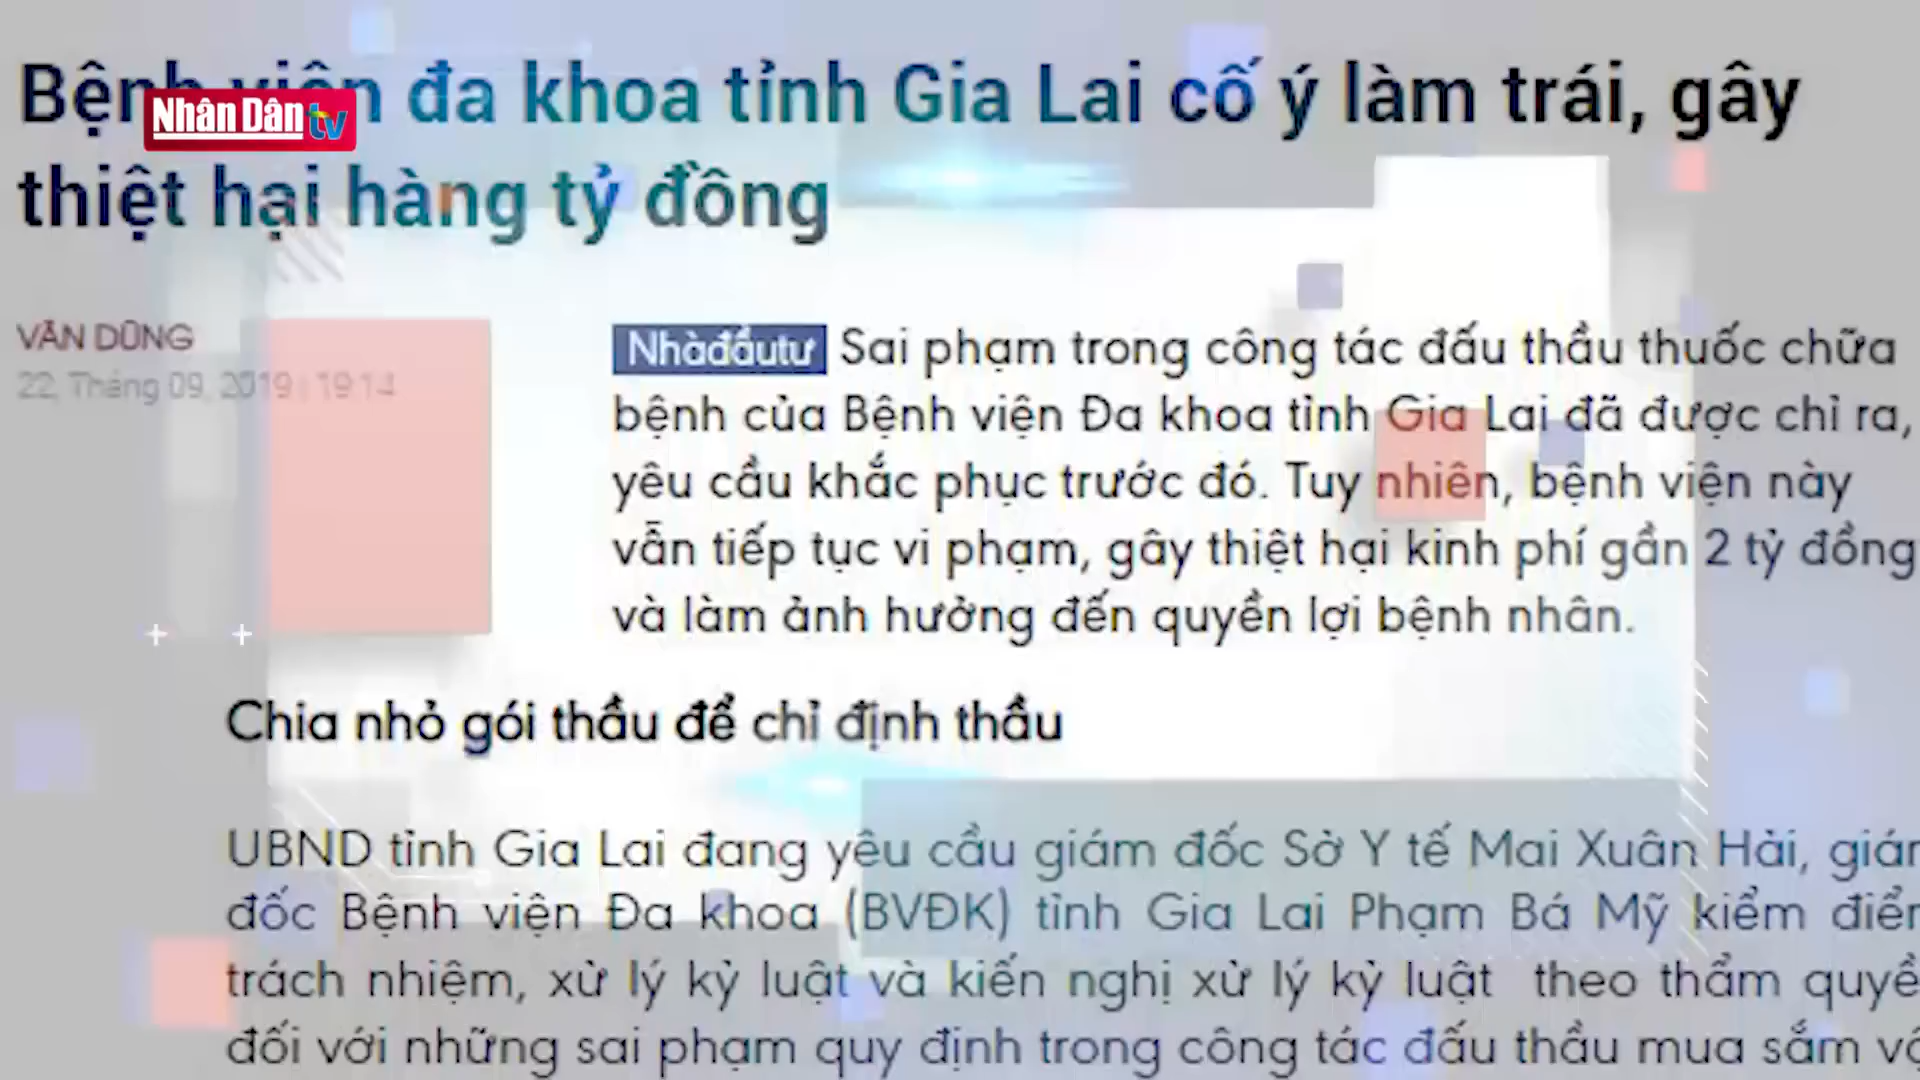 Bệnh viện đa khoa tỉnh Gia Lai cố ý làm trái, gây
Nhân Dân tv
thiệt hại hàng tỷ đồng
VĂN DŨNG
22, Tháng 09, 2019 | 19:14
Nhàđầutư Sai phạm trong công tác đấu thầu thuốc chữa
bệnh của Bệnh viện Đa khoa tỉnh Gia Lai đã được chỉ ra,
yêu cầu khắc phục trước đó. Tuy nhiên, bệnh viện này
vẫn tiếp tục vi phạm, gây thiệt hại kinh phí gần 2 tỷ đồng
và làm ảnh hưởng đến quyền lợi bệnh nhân.
Chia nhỏ gói thầu để chỉ định thầu
UBND tỉnh Gia Lai đang yêu cầu giám đốc Sở Y tế Mai Xuân Hải,
đốc Bệnh viện Đa khoa (BVĐK) tỉnh Gia Lai Phạm Bá Mỹ kiểm
trách nhiệm, xử lý kỷ luật và kiến nghị xử lý kỷ luật theo thẩm
đối với những sai phạm quy định trong công tác đấu thầu mua sắm